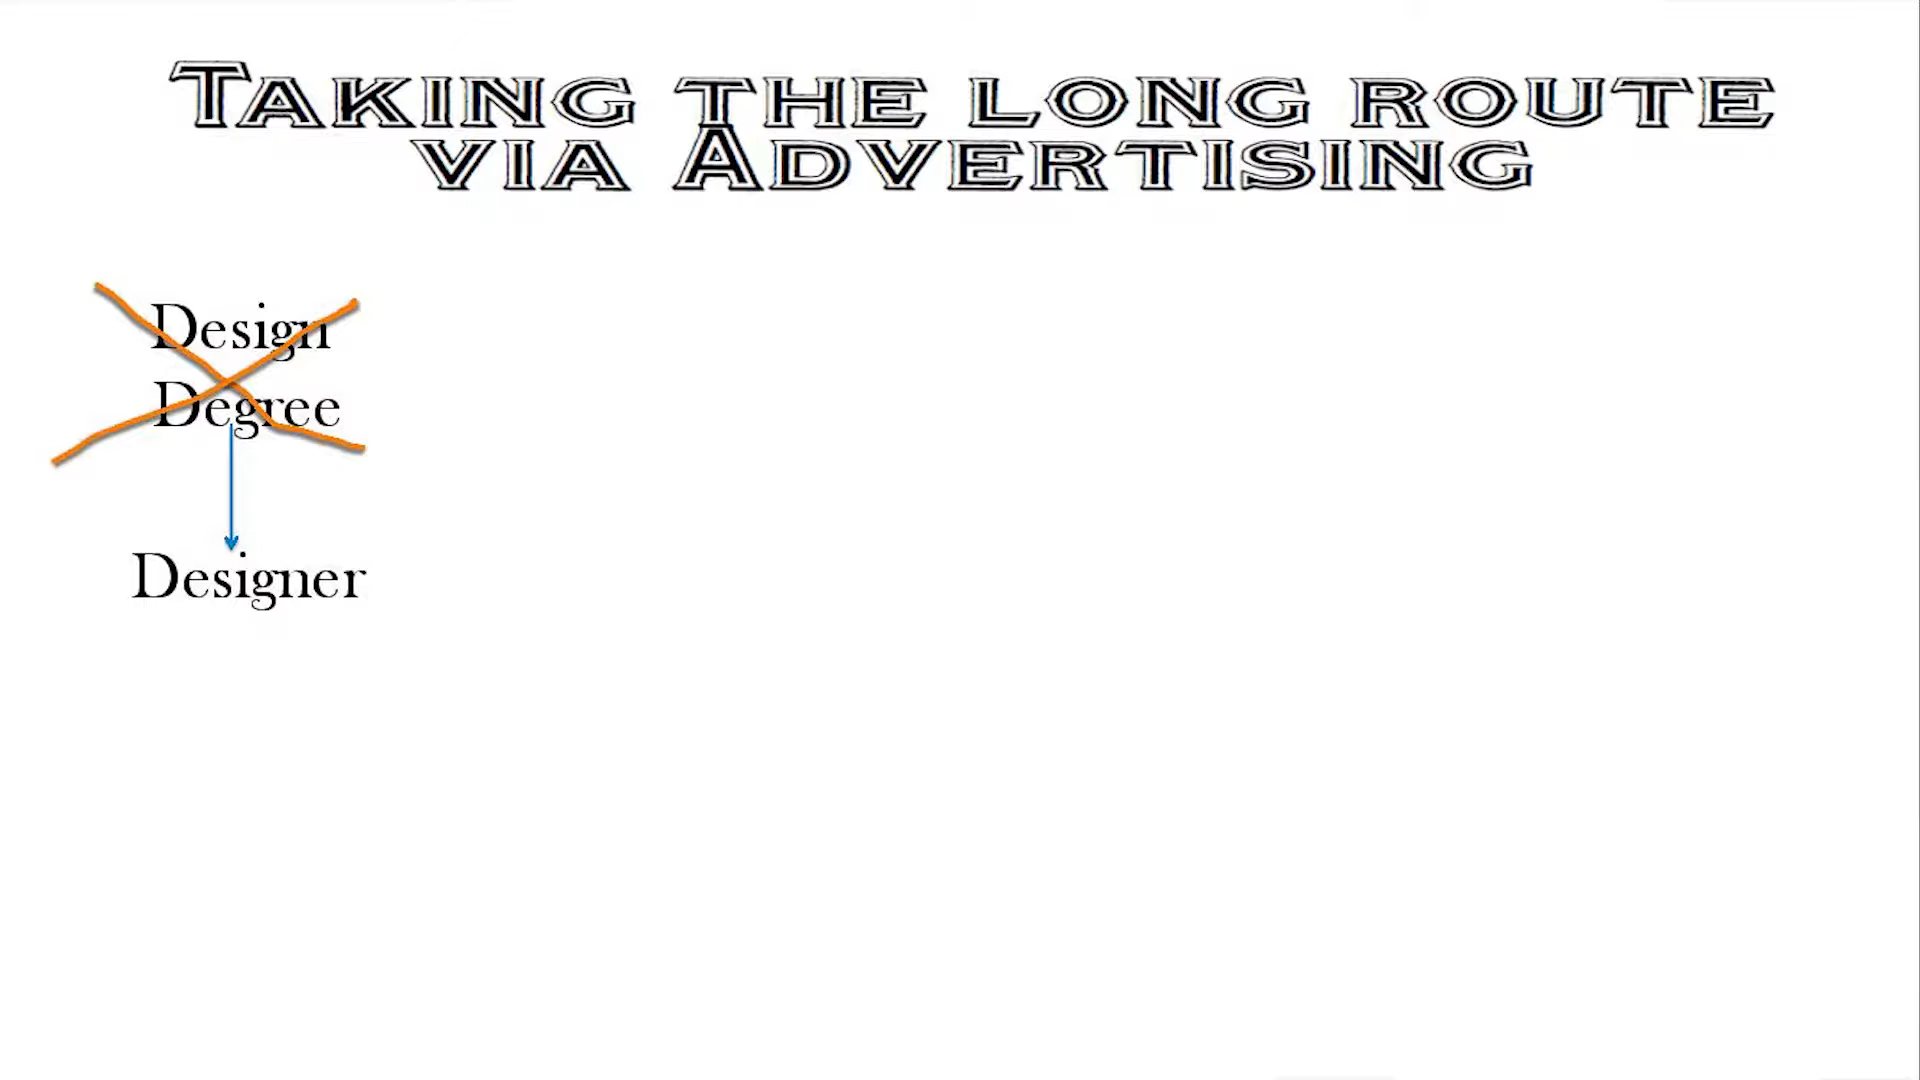 Taking the long route
via Advertising
Design
Degree
Designer